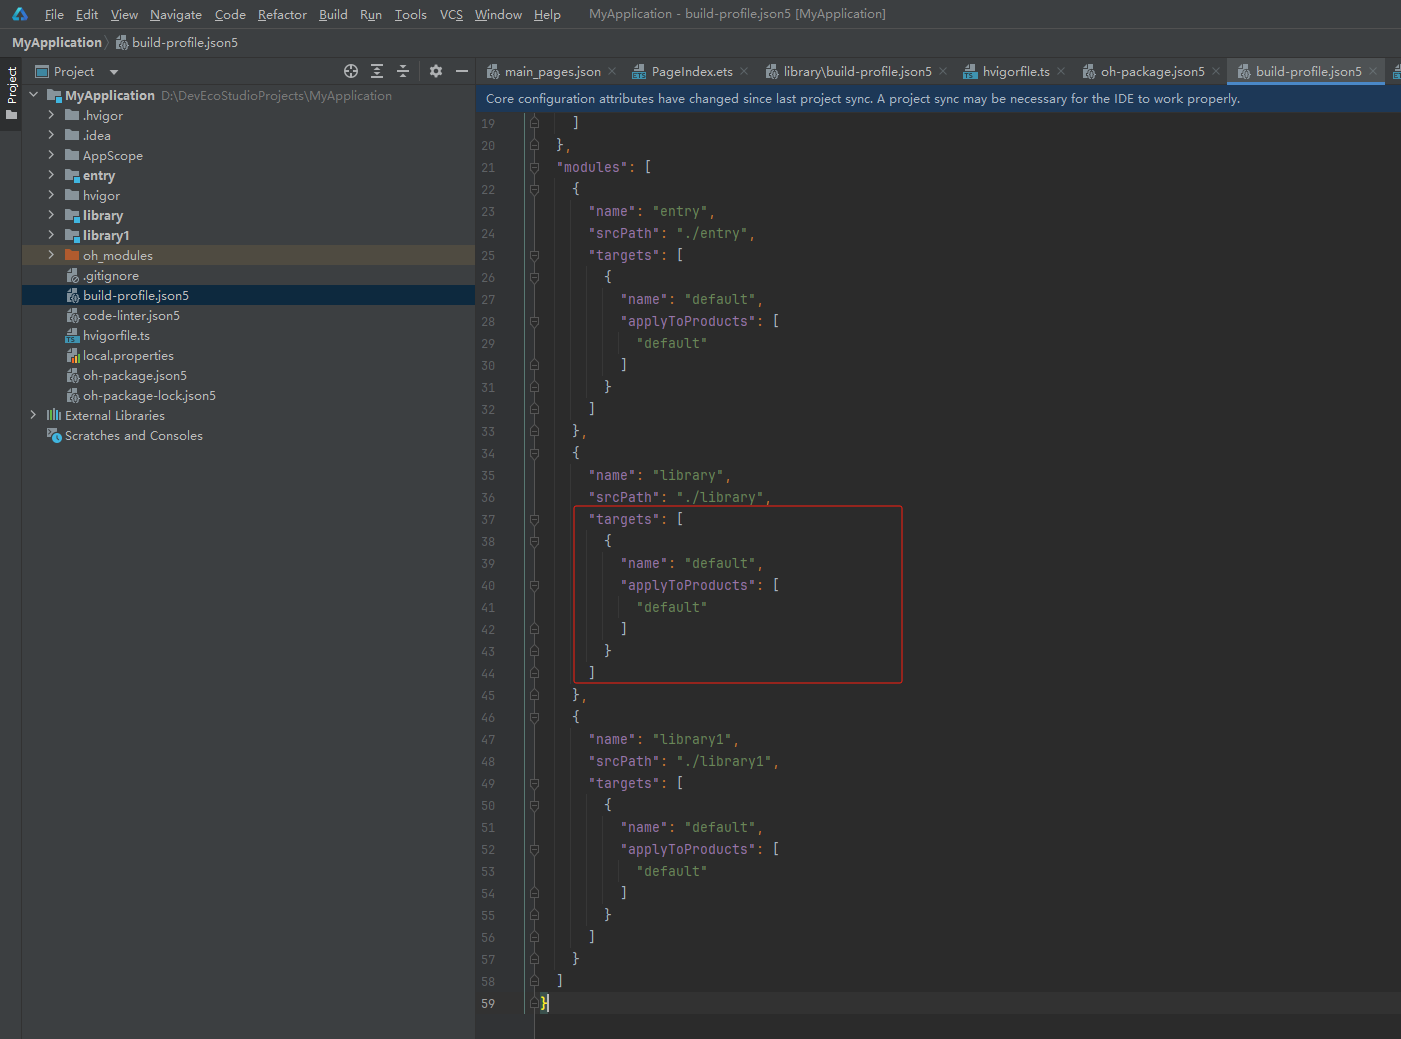 File Edit View Navigate Code Refactor Build Run Tools VCS Window Help MyApplication - build-profile.json5 [MyApplication]
MyApplication build-profile.json5
Project
Project
main_pages.json PageIndex.ets library\build-profile.json5 hvigorfile.ts oh-package.json5 build-profile.json5
Core configuration attributes have changed since last project sync. A project sync may be necessary for the IDE to work properly.
MyApplication D:\DevEcoStudioProjects\MyApplication
.hvigor
.idea
AppScope
entry
hvigor
library
library1
oh_modules
.gitignore
build-profile.json5
code-linter.json5
hvigorfile.ts
local.properties
oh-package.json5
oh-package-lock.json5
External Libraries
Scratches and Consoles
19 ]
20 },
21 "modules": [
22 {
23 "name": "entry",
24 "srcPath": "./entry",
25 "targets": [
26 {
27 "name": "default",
28 "applyToProducts": [
29 "default"
30 ]
31 }
32 ]
33 },
34 {
35 "name": "library",
36 "srcPath": "./library",
37 "targets": [
38 {
39 "name": "default",
40 "applyToProducts": [
41 "default"
42 ]
43 }
44 ]
45 },
46 {
47 "name": "library1",
48 "srcPath": "./library1",
49 "targets": [
50 {
51 "name": "default",
52 "applyToProducts": [
53 "default"
54 ]
55 }
56 ]
57 }
58 ]
59 }